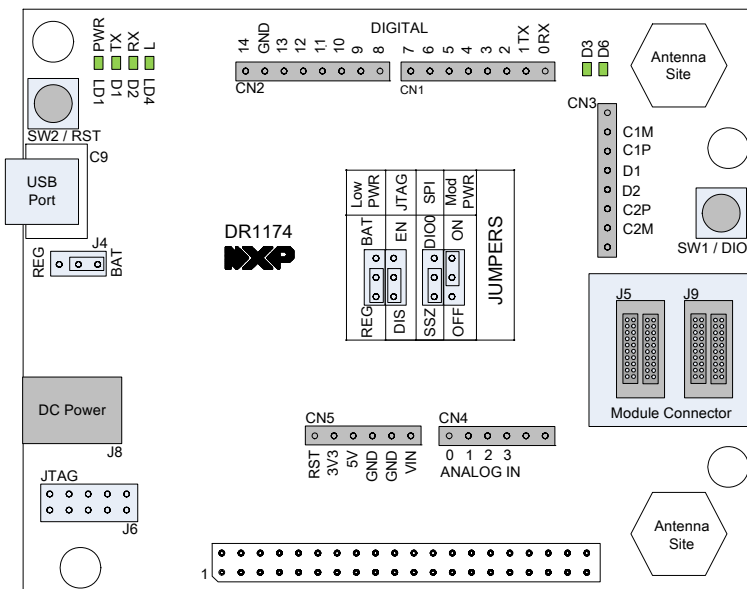 DIGITAL
PWR
TX
RX
L
LD1
D1
D2
LD4
14
GND
13
12
11
10
9
8
CN2
7
6
5
4
3
2
1TX
0RX
CN1
D3
D6
Antenna
Site
SW2 / RST
C9
USB
Port
J4
REG
BAT
CN3
C1M
C1P
D1
D2
C2P
C2M
SW1 / DIO
DR1174
NXP
Low
PWR
JTAG
SPI
Mod
PWR
BAT
EN
DIO0
ON
REG
DIS
SSZ
OFF
JUMPERS
J5
J9
Module Connector
DC Power
J8
CN5
RST
3V3
5V
GND
GND
VIN
CN4
0
1
2
3
ANALOG IN
JTAG
J6
Antenna
Site
1